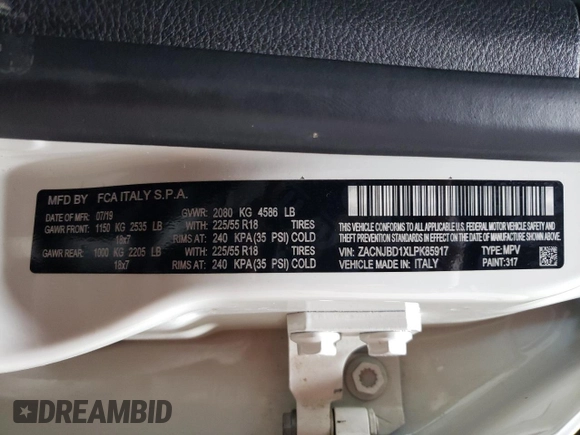 MFD BY FCA ITALY S.P.A.
DATE OF MFR: 07/19 GVWR: 2080 KG 4586 LB
GAWR FRONT: 1150 KG 2535 LB 225/55 R18 TIRES
18x7 RIMS AT: 240 KPA (35 PSI) COLD
GAWR REAR: 1000 KG 2205 LB 225/55 R18 TIRES
18x7 RIMS AT: 240 KPA (35 PSI) COLD
THIS VEHICLE CONFORMS TO ALL APPLICABLE U.S. FEDERAL MOTOR VEHICLE SAFETY AND
THEFT PREVENTION STANDARDS IN EFFECT ON THE DATE OF MANUFACTURE SHOWN ABOVE.
VIN: ZACNJBD1XLPK85917 TYPE: MPV
VEHICLE MADE IN: ITALY PAINT: 317
DREAMBID